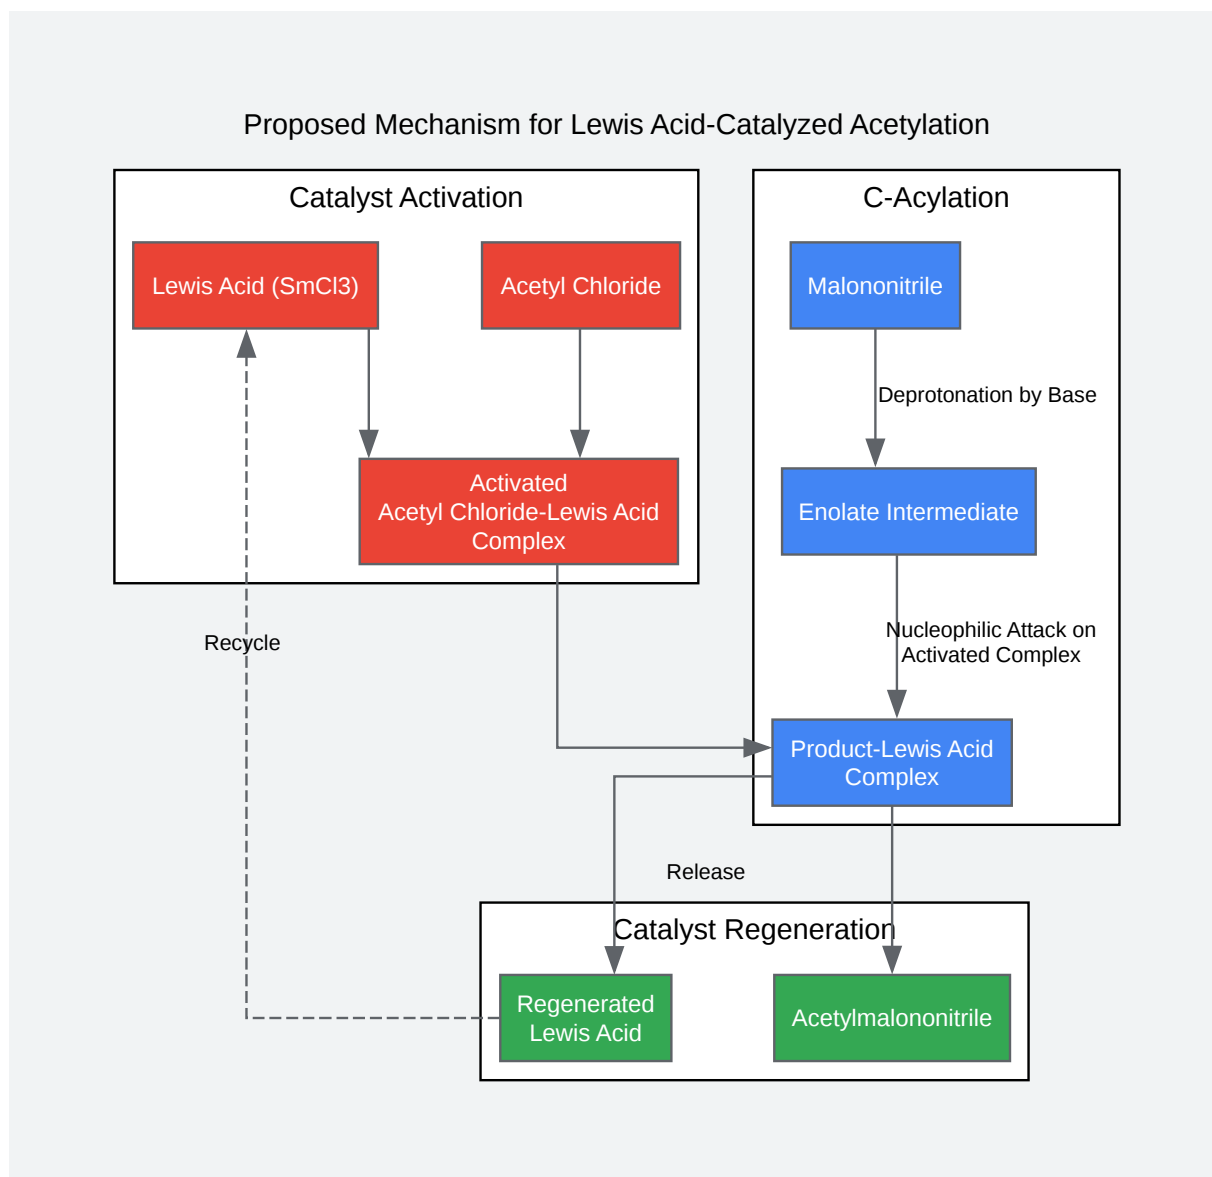 Proposed Mechanism for Lewis Acid-Catalyzed Acetylation
Catalyst Activation
Lewis Acid (SmCl3)
Acetyl Chloride
Activated
Acetyl Chloride-Lewis Acid
Complex
C-Acylation
Malononitrile
Deprotonation by Base
Enolate Intermediate
Nucleophilic Attack on
Activated Complex
Product-Lewis Acid
Complex
Recycle
Release
Catalyst Regeneration
Regenerated
Lewis Acid
Acetylmalononitrile